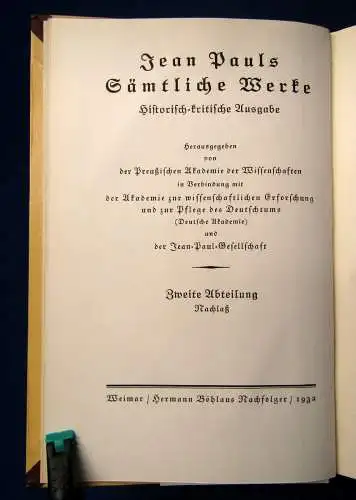 Jean Pauls
Sämtliche Werke
Historisch-kritische Ausgabe
Herausgegeben
von
der Preußischen Akademie der Wissenschaften
in Verbindung mit
der Akademie zur wissenschaftlichen Erforschung
und zur Pflege des Deutschtums
(Deutsche Akademie)
und
der Jean-Paul-Gesellschaft
Zweite Abteilung
Nachlaß
Weimar / Hermann Böhlaus Nachfolger / 1932